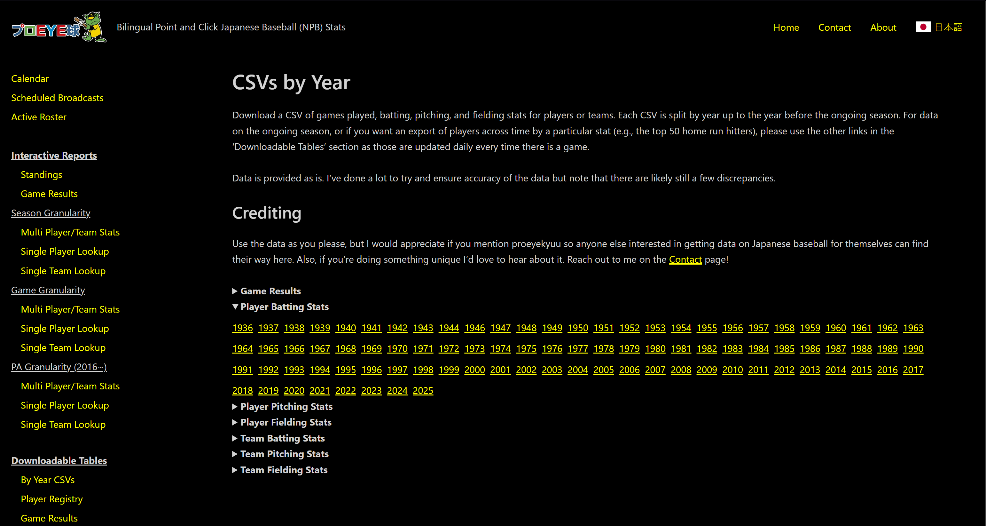 プロEYE球 Bilingual Point and Click Japanese Baseball (NPB) Stats Home Contact About 日本語
Calendar
Scheduled Broadcasts
Active Roster
Interactive Reports
Standings
Game Results
Season Granularity
Multi Player/Team Stats
Single Player Lookup
Single Team Lookup
Game Granularity
Multi Player/Team Stats
Single Player Lookup
Single Team Lookup
PA Granularity (2016~)
Multi Player/Team Stats
Single Player Lookup
Single Team Lookup
Downloadable Tables
By Year CSVs
Player Registry
Game Results
CSVs by Year
Download a CSV of games played, batting, pitching, and fielding stats for players or teams. Each CSV is split by year up to the year before the ongoing season. For data
on the ongoing season, or if you want an export of players across time by a particular stat (e.g., the top 50 home run hitters), please use the other links in the
'Downloadable Tables' section as those are updated daily every time there is a game.
Data is provided as is. I've done a lot to try and ensure accuracy of the data but note that there are likely still a few discrepancies.
Crediting
Use the data as you please, but I would appreciate if you mention proeyekyuu so anyone else interested in getting data on Japanese baseball for themselves can find
their way here. Also, if you're doing something unique I'd love to hear about it. Reach out to me on the Contact page!
▶ Game Results
▼ Player Batting Stats
1936 1937 1938 1939 1940 1941 1942 1943 1944 1946 1947 1948 1949 1950 1951 1952 1953 1954 1955 1956 1957 1958 1959 1960 1961 1962 1963
1964 1965 1966 1967 1968 1969 1970 1971 1972 1973 1974 1975 1976 1977 1978 1979 1980 1981 1982 1983 1984 1985 1986 1987 1988 1989 1990
1991 1992 1993 1994 1995 1996 1997 1998 1999 2000 2001 2002 2003 2004 2005 2006 2007 2008 2009 2010 2011 2012 2013 2014 2015 2016 2017
2018 2019 2020 2021 2022 2023 2024 2025
▶ Player Pitching Stats
▶ Player Fielding Stats
▶ Team Batting Stats
▶ Team Pitching Stats
▶ Team Fielding Stats